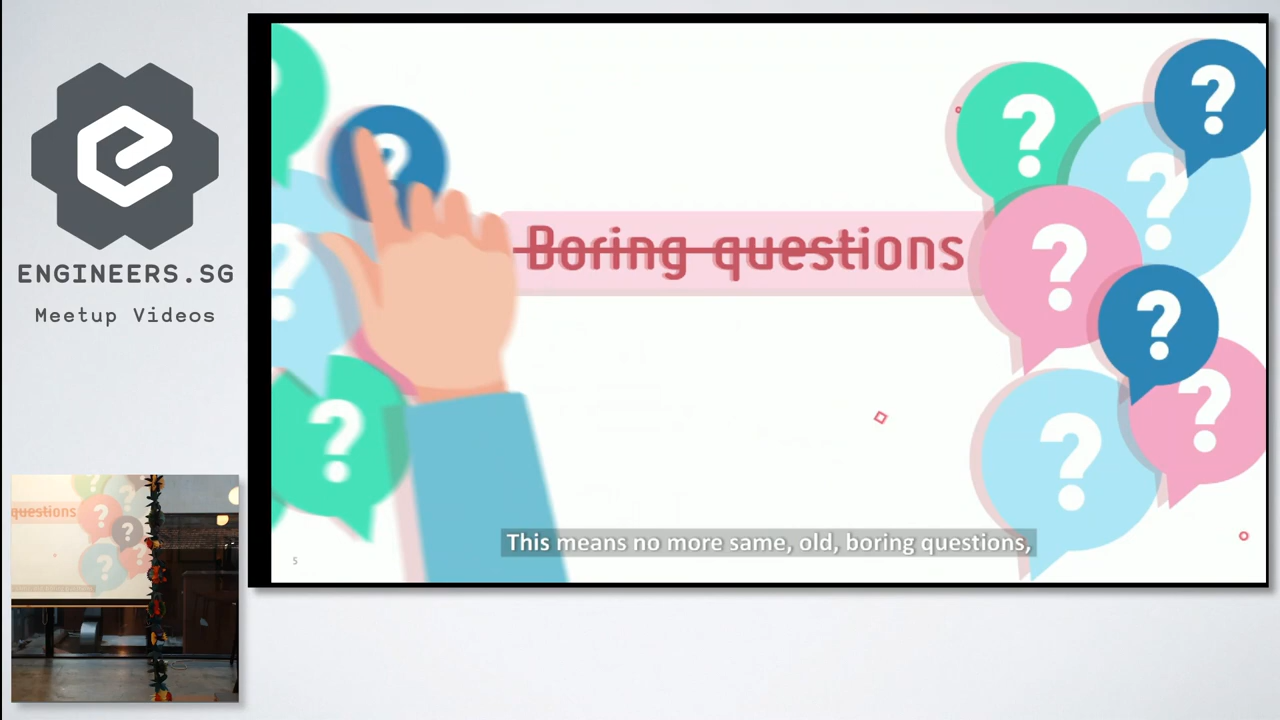 ENGINEERS.SG
Meetup Videos
Boring questions
This means no more same, old, boring questions,
5
questions